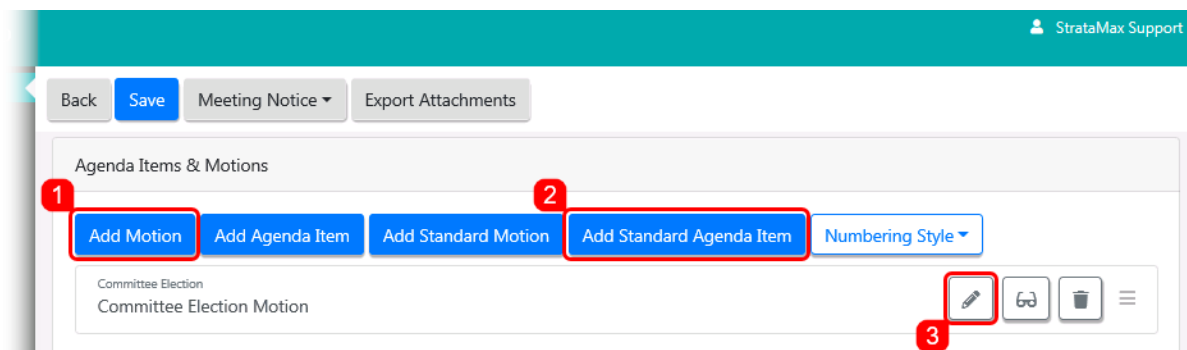 StrataMax Support
Back Save Meeting Notice Export Attachments
Agenda Items & Motions
1 2
Add Motion Add Agenda Item Add Standard Motion Add Standard Agenda Item Numbering Style
Committee Election
Committee Election Motion
3